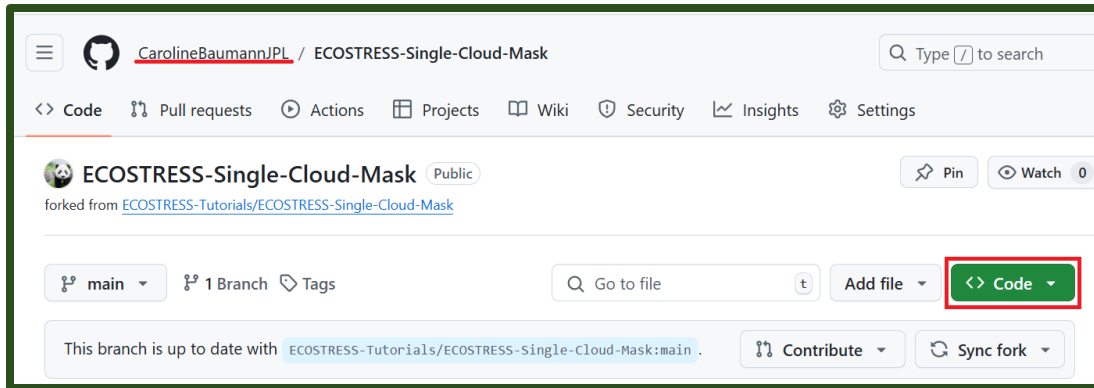 CarolineBaumannJPL / ECOSTRESS-Single-Cloud-Mask Type / to search
<> Code Pull requests Actions Projects Wiki Security Insights Settings
ECOSTRESS-Single-Cloud-Mask Public Pin Watch 0
forked from ECOSTRESS-Tutorials/ECOSTRESS-Single-Cloud-Mask
main 1 Branch Tags Go to file t Add file <> Code
This branch is up to date with ECOSTRESS-Tutorials/ECOSTRESS-Single-Cloud-Mask:main . Contribute Sync fork